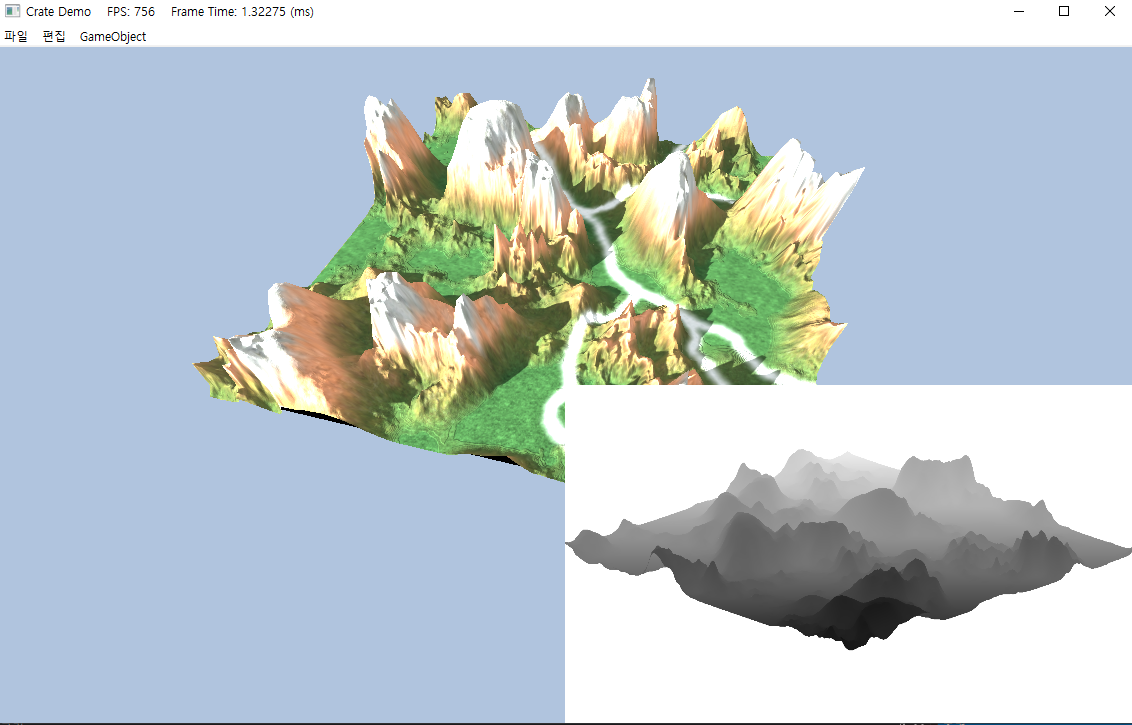 Crate Demo FPS: 756 Frame Time: 1.32275 (ms)
파일 편집 GameObject